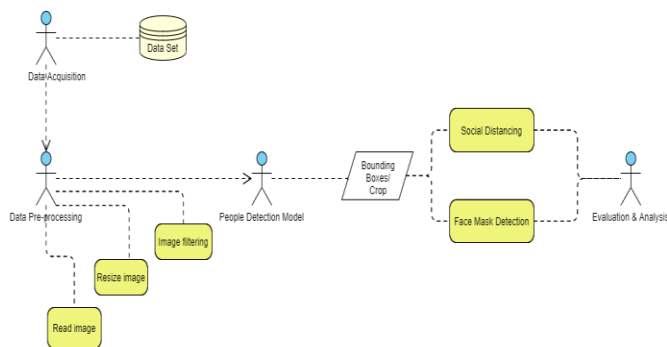 Data Set
Data Acquisition
Social Distancing
Bounding
Boxes/
Crop
Data Pre-processing
People Detection Model
Face Mask Detection
Evaluation & Analysis
Image filtering
Resize image
Read image